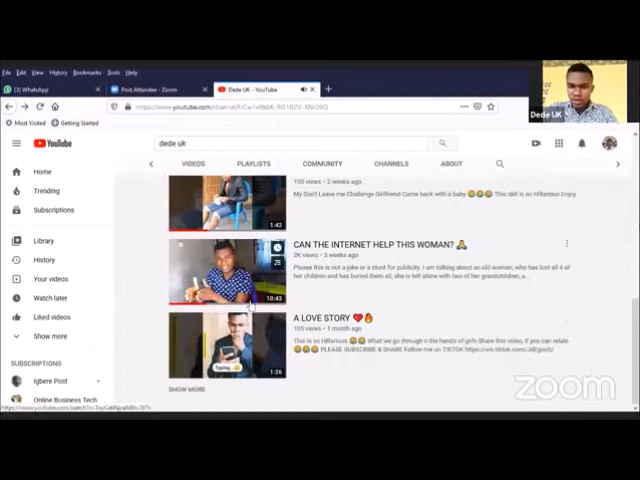 File Edit View History Bookmarks Tools Help
WhatsApp
Post Attendee - Zoom
Dede UK - YouTube
Most Visited
Getting Started
Dede UK
YouTube
dede uk
VIDEOS
PLAYLISTS
COMMUNITY
CHANNELS
ABOUT
Home
Trending
Subscriptions
Library
History
Your videos
Watch later
Liked videos
Show more
SUBSCRIPTIONS
Igbere Post
Online Business Tech
105 views • 2 weeks ago
My Don't Leave me Challenge Girlfriend Came back with a baby 😂😂😂 This skit is so Hilarious Enjoy
1:42
CAN THE INTERNET HELP THIS WOMAN? 🙏
2K views • 3 weeks ago
Please this is not a joke or a stunt for publicity. I am talking about an old woman, who has lost all 4 of
her children and has buried them all, she is left alone with two of her grandchildren, a...
10:43
A LOVE STORY ❤️🔥
105 views • 1 month ago
This is so Hilarious 😂😂😂 What we go through n the hands of girls Share this video, if you can relate
😂😂😂 PLEASE SUBSCRIBE & SHARE Follow me on TIKTOK
Typing...
1:26
SHOW MORE
zoom